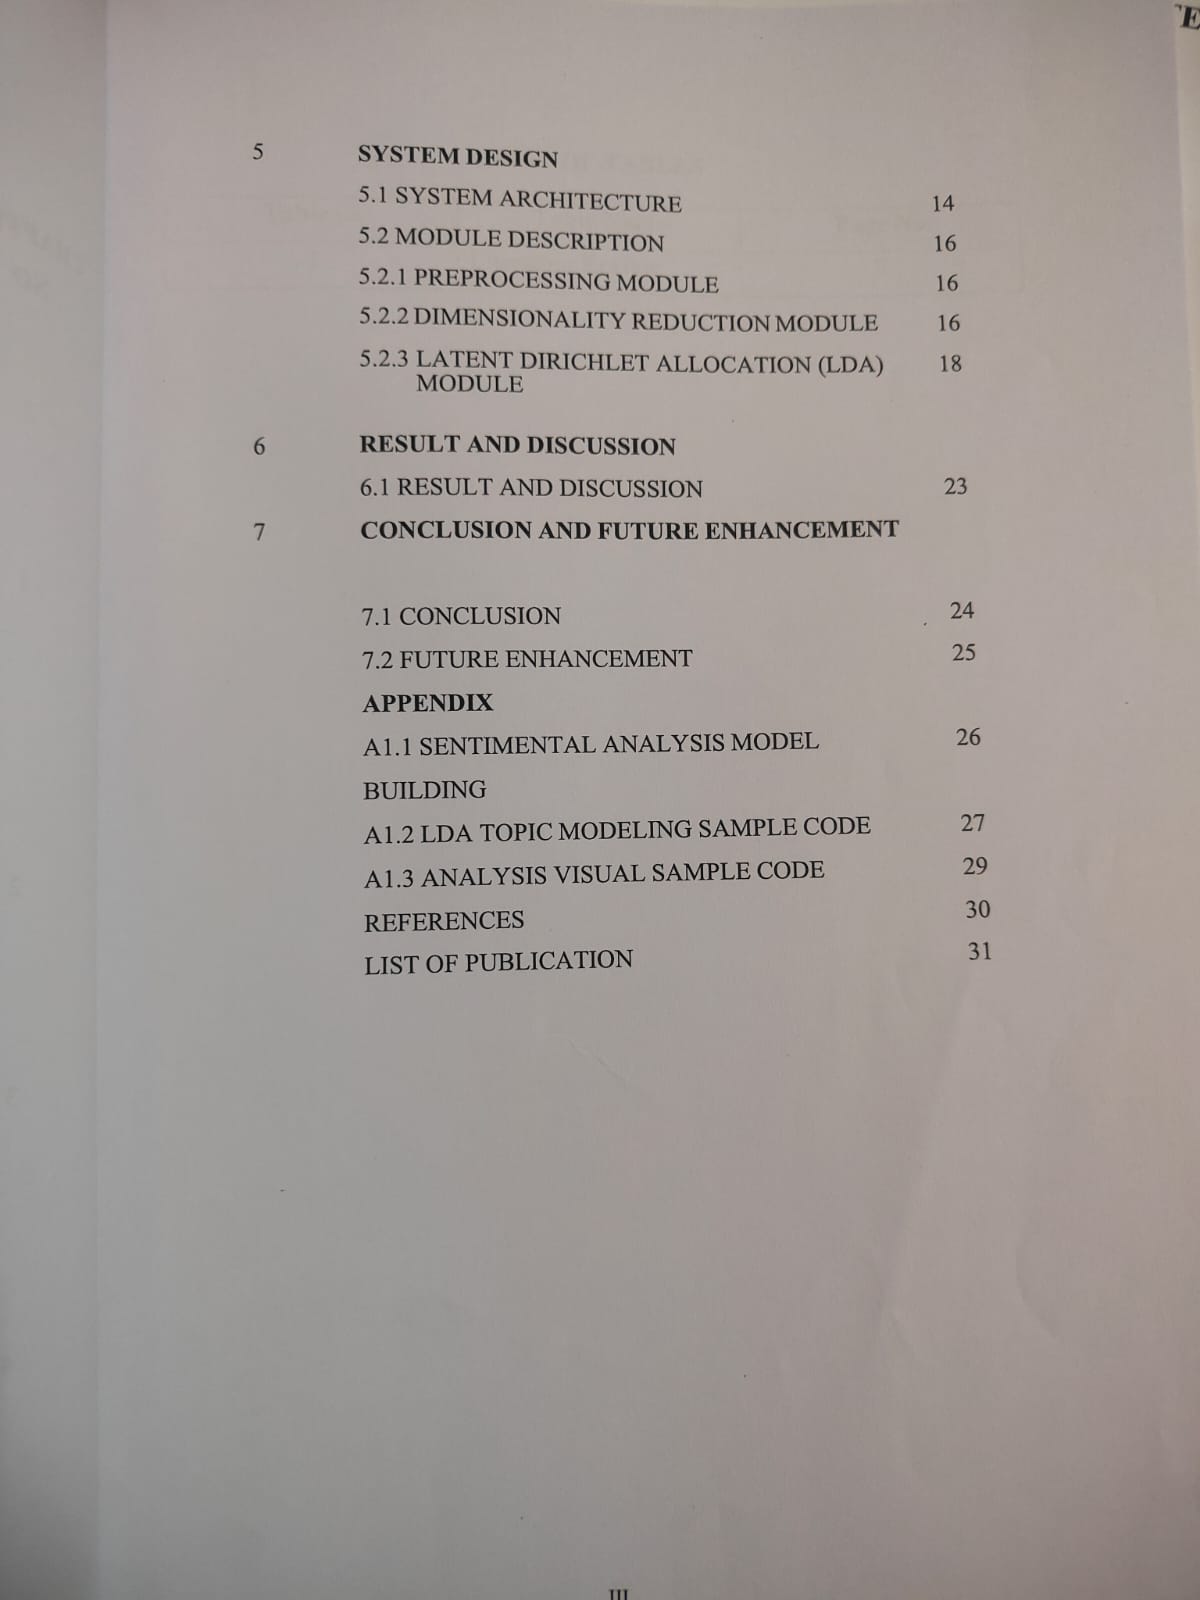 5 SYSTEM DESIGN
5.1 SYSTEM ARCHITECTURE 14
5.2 MODULE DESCRIPTION 16
5.2.1 PREPROCESSING MODULE 16
5.2.2 DIMENSIONALITY REDUCTION MODULE 16
5.2.3 LATENT DIRICHLET ALLOCATION (LDA) 18
MODULE
6 RESULT AND DISCUSSION
6.1 RESULT AND DISCUSSION 23
7 CONCLUSION AND FUTURE ENHANCEMENT
7.1 CONCLUSION 24
7.2 FUTURE ENHANCEMENT 25
APPENDIX
A1.1 SENTIMENTAL ANALYSIS MODEL 26
BUILDING
A1.2 LDA TOPIC MODELING SAMPLE CODE 27
A1.3 ANALYSIS VISUAL SAMPLE CODE 29
REFERENCES 30
LIST OF PUBLICATION 31
III